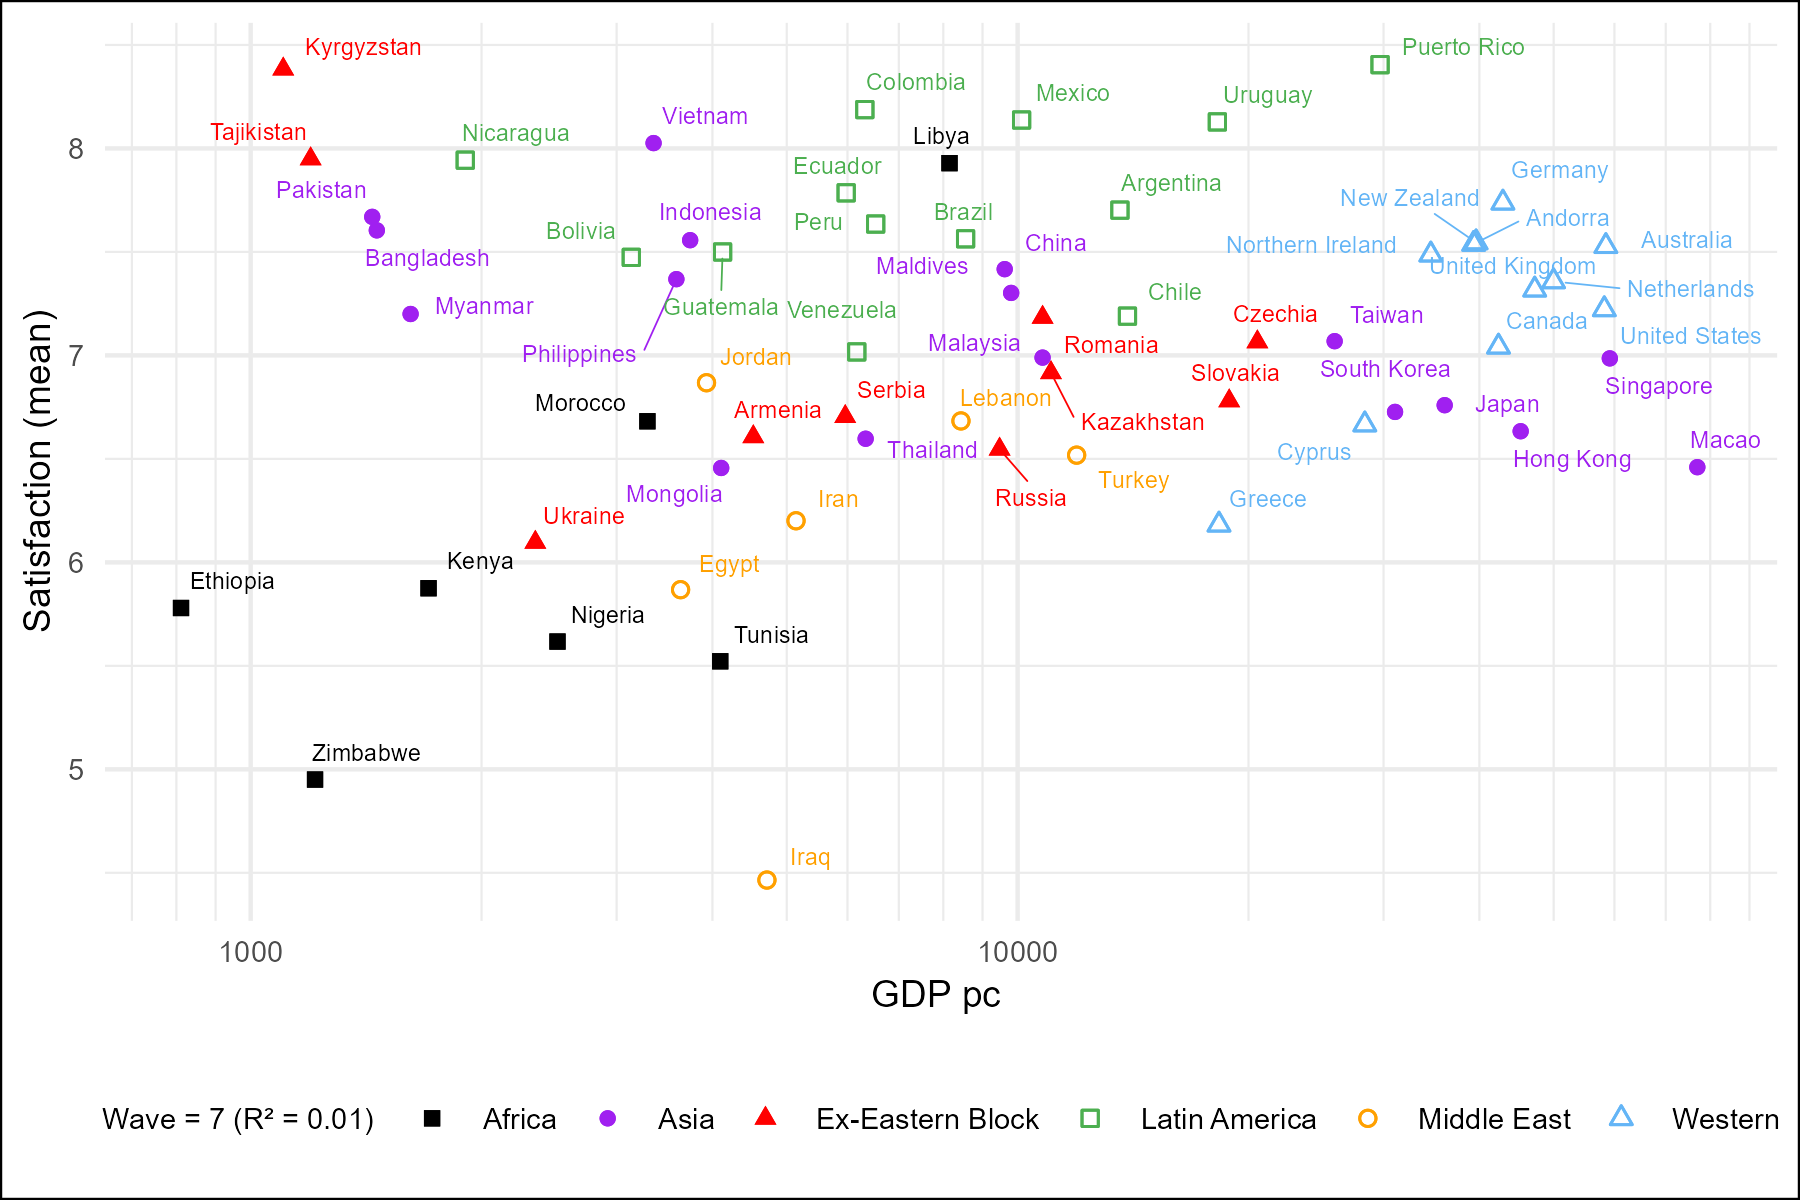 Kyrgyzstan
Puerto Rico
Colombia
Mexico
Uruguay
Vietnam
Tajikistan
Nicaragua
Libya
8
Ecuador
Germany
Pakistan
Argentina
New Zealand
Indonesia
Brazil
Andorra
Peru
Bolivia
China
Northern Ireland
Australia
Bangladesh
Maldives
United Kingdom
Myanmar
Guatemala
Venezuela
Chile
Netherlands
Czechia
Taiwan
Canada
United States
Philippines
Malaysia
Romania
7
Jordan
Slovakia
South Korea
Singapore
Morocco
Armenia
Serbia
Lebanon
Japan
Kazakhstan
Thailand
Cyprus
Macao
Hong Kong
Mongolia
Iran
Turkey
Russia
Greece
Ukraine
Kenya
Egypt
6
Ethiopia
Nigeria
Tunisia
Zimbabwe
5
Iraq
Satisfaction (mean)
1000
10000
GDP pc
Wave = 7 (R² = 0.01) Africa Asia Ex-Eastern Block Latin America Middle East Western